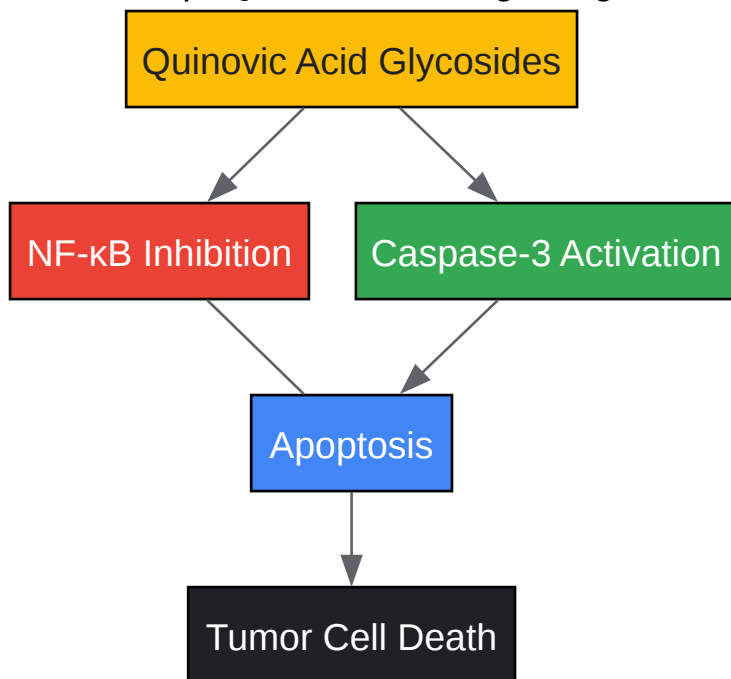 Quinovic Acid Glycosides
NF-κB Inhibition
Caspase-3 Activation
Apoptosis
Tumor Cell Death